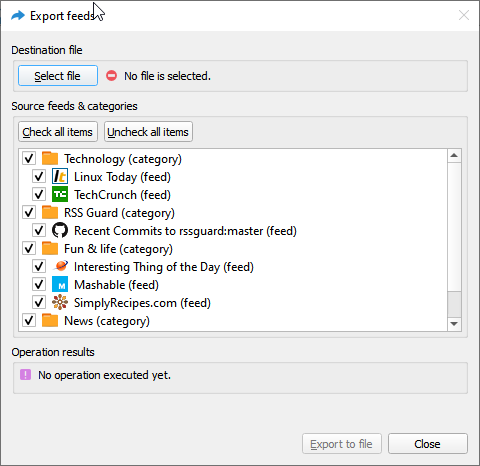 Export feeds
Destination file
Select file
No file is selected.
Source feeds & categories
Check all items
Uncheck all items
Technology (category)
Linux Today (feed)
TechCrunch (feed)
RSS Guard (category)
Recent Commits to rssguard:master (feed)
Fun & life (category)
Interesting Thing of the Day (feed)
Mashable (feed)
SimplyRecipes.com (feed)
News (category)
Operation results
No operation executed yet.
Export to file
Close